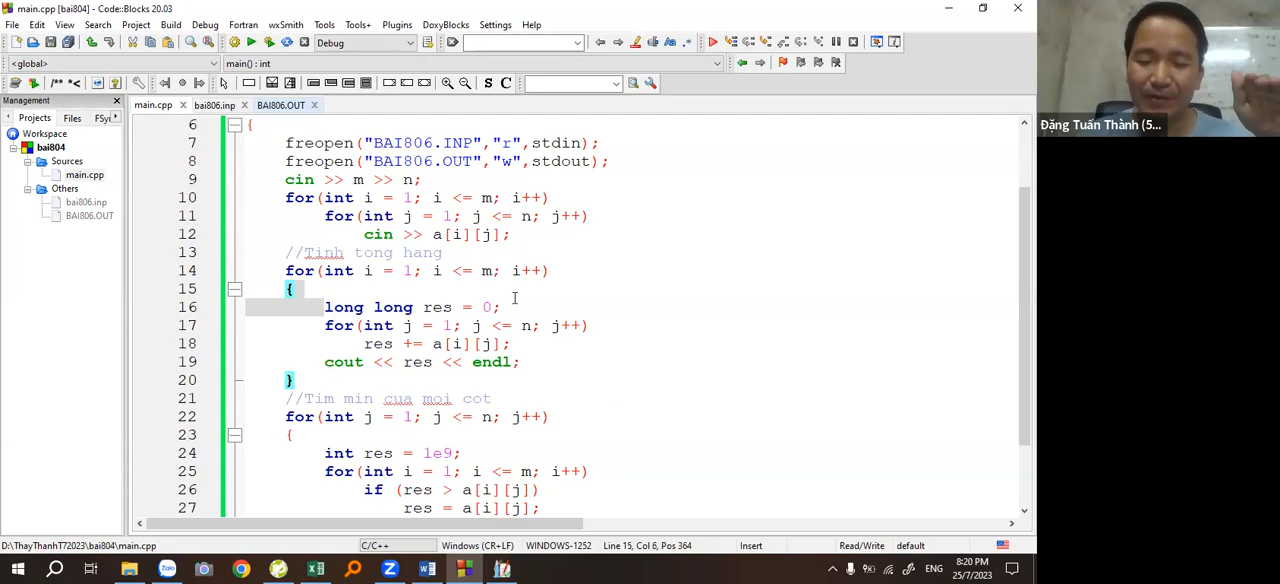 main.cpp [bai804] - Code::Blocks 20.03
File Edit View Search Project Build Debug Fortran wxSmith Tools Tools+ Plugins DoxyBlocks Settings Help
Debug
<global> main() : int
/** *< S C
Management
Projects Files FSy
Workspace
bai804
Sources
main.cpp
Others
bai806.inp
BAI806.OUT
main.cpp bai806.inp BAI806.OUT
6 {
7 freopen("BAI806.INP","r",stdin);
8 freopen("BAI806.OUT","w",stdout);
9 cin >> m >> n;
10 for(int i = 1; i <= m; i++)
11 for(int j = 1; j <= n; j++)
12 cin >> a[i][j];
13 //Tinh tong hang
14 for(int i = 1; i <= m; i++)
15 {
16 long long res = 0;
17 for(int j = 1; j <= n; j++)
18 res += a[i][j];
19 cout << res << endl;
20 }
21 //Tim min cua moi cot
22 for(int j = 1; j <= n; j++)
23 {
24 int res = 1e9;
25 for(int i = 1; i <= m; i++)
26 if (res > a[i][j])
27 res = a[i][j];
D:\ThayThanhT72023\bai804\main.cpp C/C++ Windows (CR+LF) WINDOWS-1252 Line 15, Col 6, Pos 364 Insert Read/Write default
Zalo ENG 8:20 PM
25/7/2023
Đặng Tuấn Thành (5...